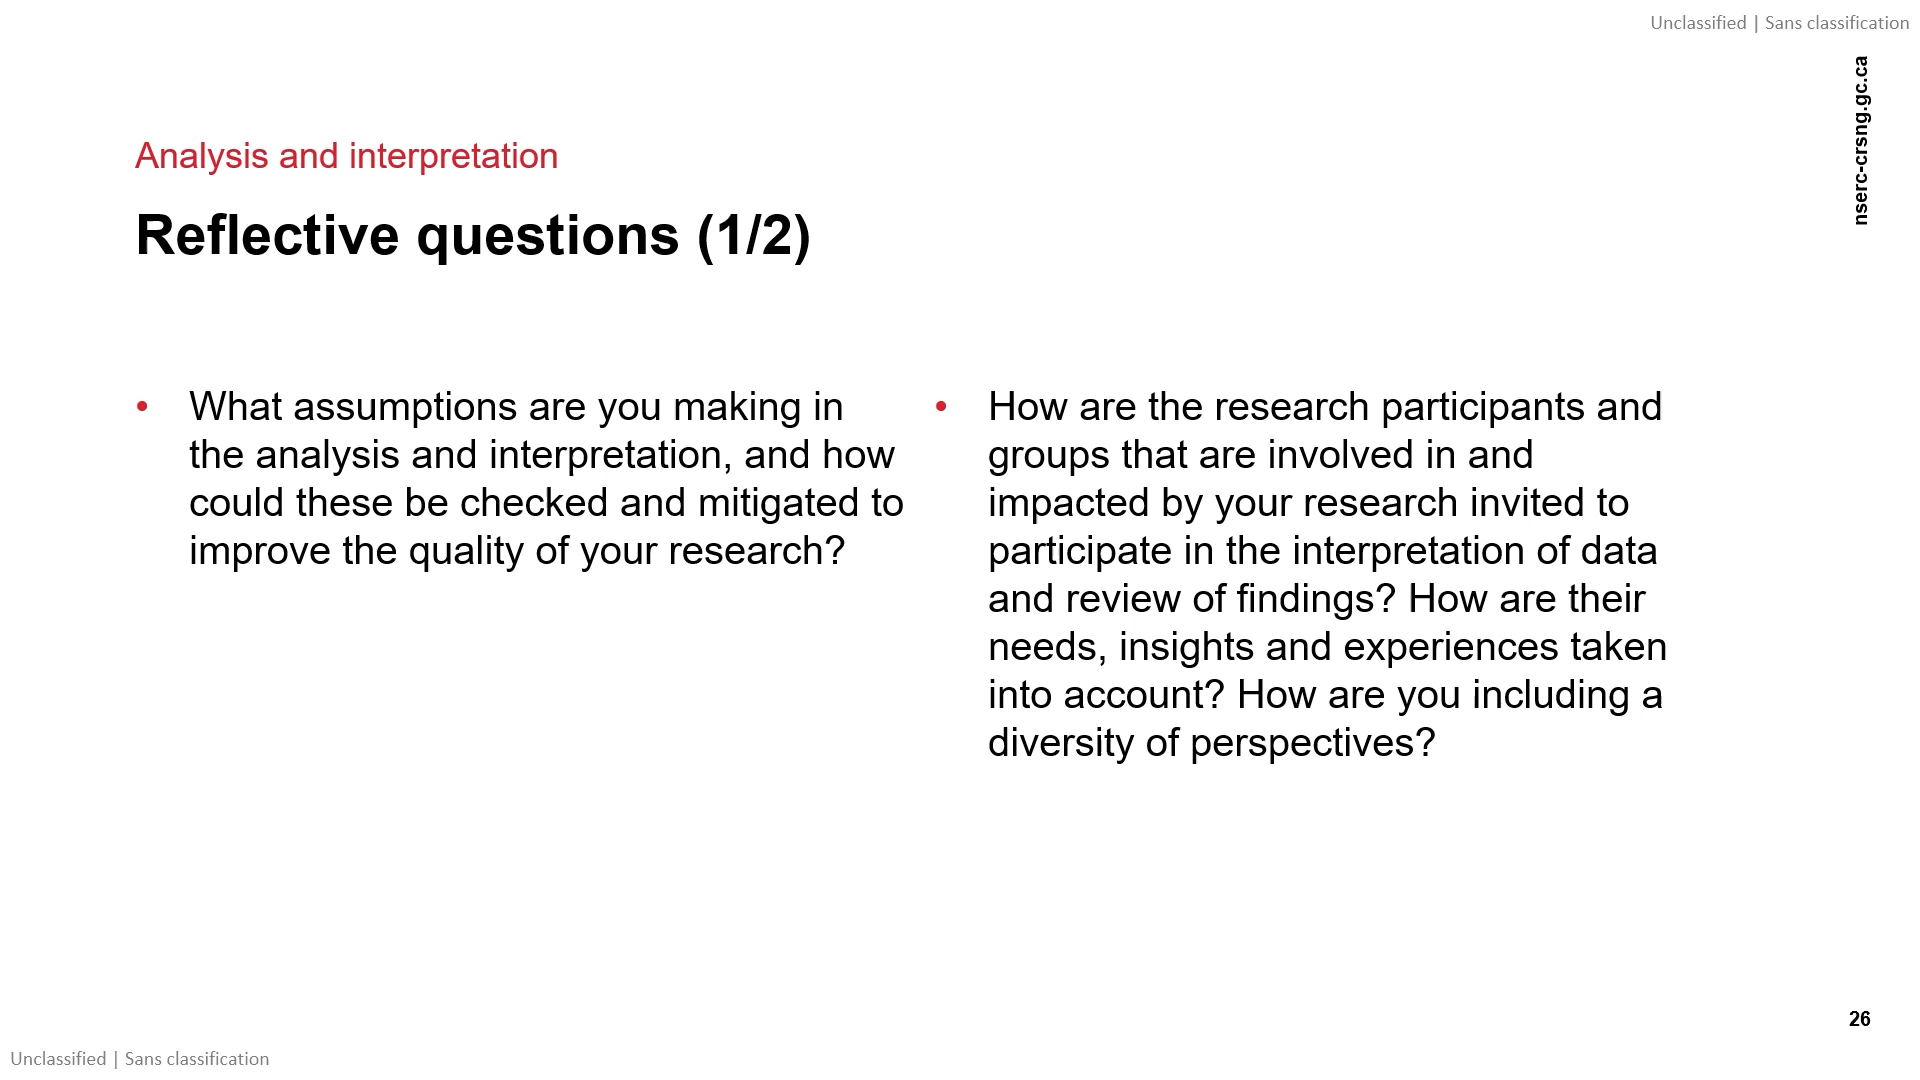 Unclassified | Sans classification
nserc-crsng.gc.ca
Analysis and interpretation
Reflective questions (1/2)
• What assumptions are you making in
the analysis and interpretation, and how
could these be checked and mitigated to
improve the quality of your research?
• How are the research participants and
groups that are involved in and
impacted by your research invited to
participate in the interpretation of data
and review of findings? How are their
needs, insights and experiences taken
into account? How are you including a
diversity of perspectives?
26
Unclassified | Sans classification